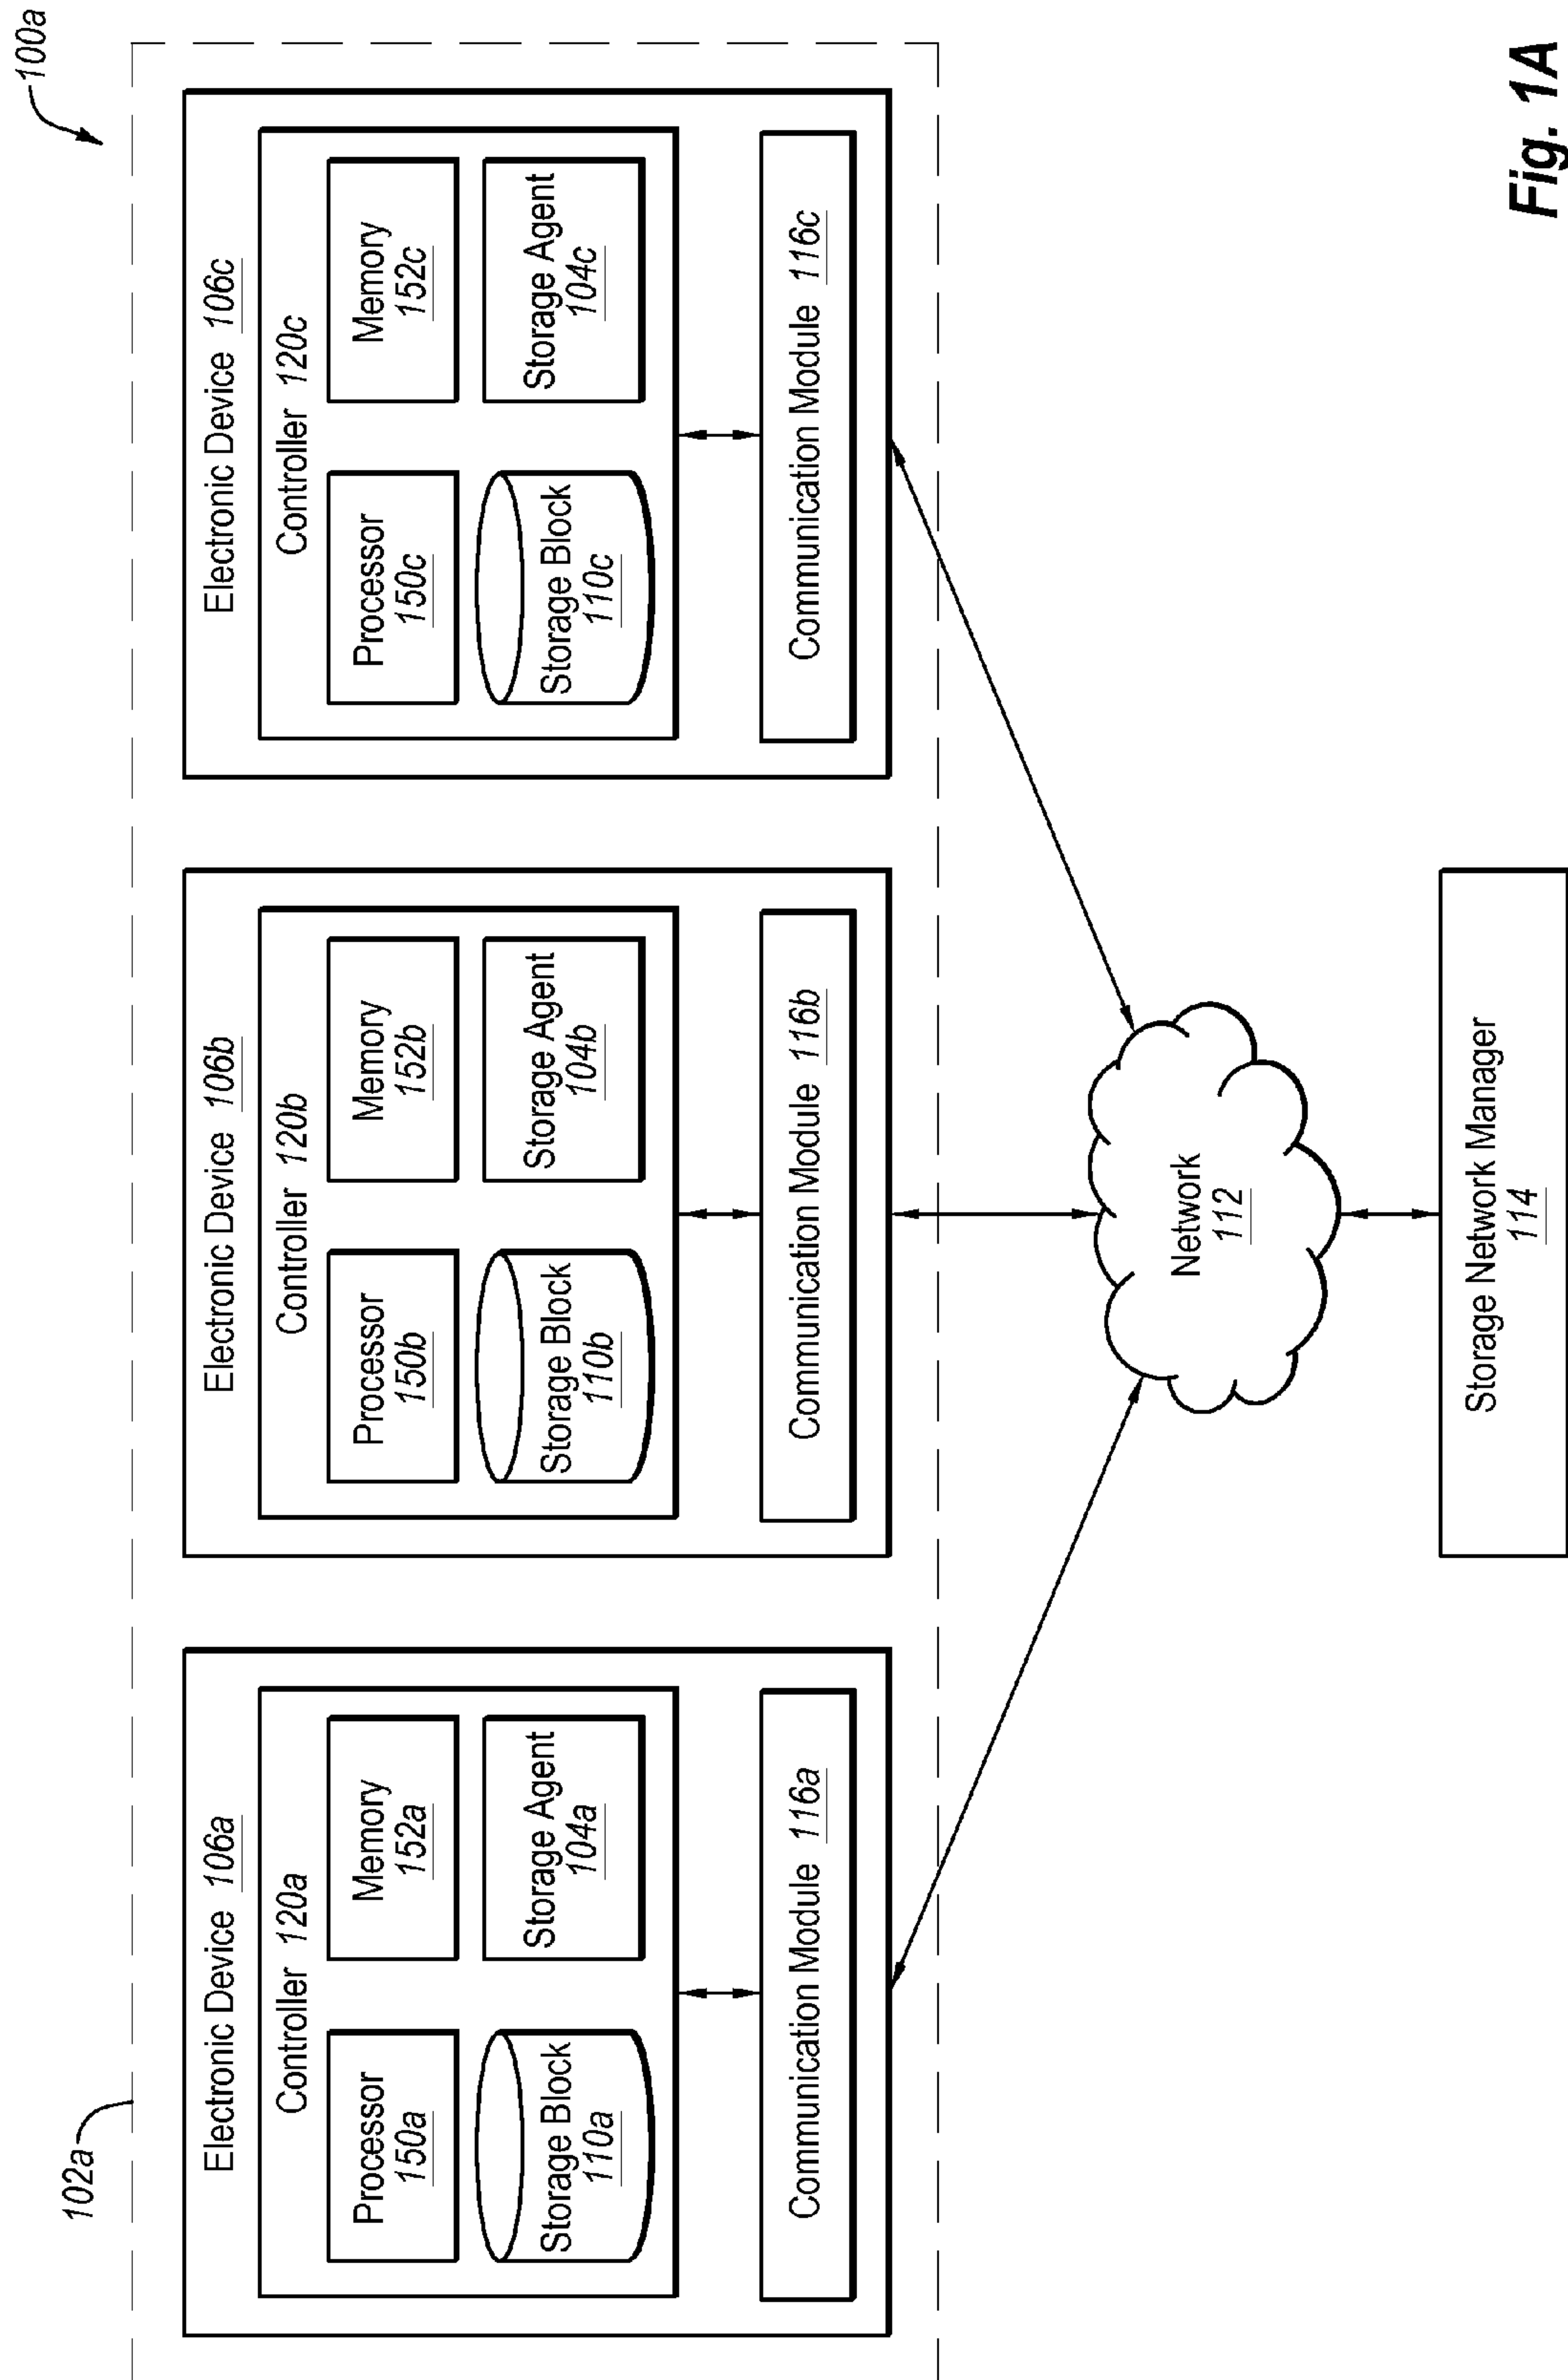 100a
102a
Electronic Device 106a
Controller 120a
Processor
150a
Memory
152a
Storage Block
110a
Storage Agent
104a
Communication Module 116a
Electronic Device 106b
Controller 120b
Processor
150b
Memory
152b
Storage Block
110b
Storage Agent
104b
Communication Module 116b
Electronic Device 106c
Controller 120c
Processor
150c
Memory
152c
Storage Block
110c
Storage Agent
104c
Communication Module 116c
Network
112
Storage Network Manager
114
Fig. 1A